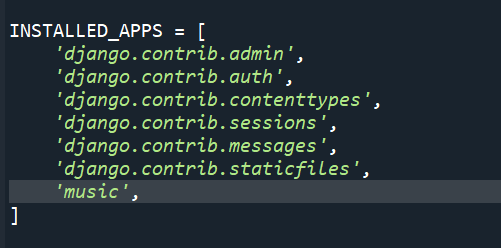 INSTALLED_APPS = [
    'django.contrib.admin',
    'django.contrib.auth',
    'django.contrib.contenttypes',
    'django.contrib.sessions',
    'django.contrib.messages',
    'django.contrib.staticfiles',
    'music',
]